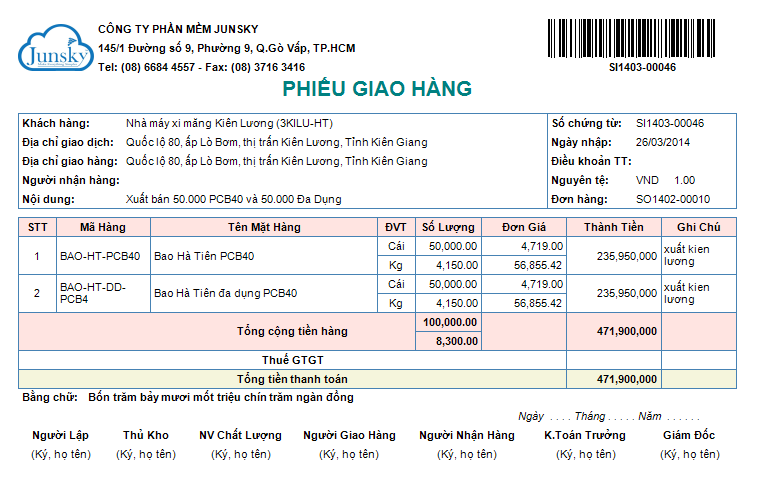 Junsky
CÔNG TY PHẦN MỀM JUNSKY
145/1 Đường số 9, Phường 9, Q.Gò Vấp, TP.HCM
Tel: (08) 6684 4557 - Fax: (08) 3716 3416
SI1403-00046
PHIẾU GIAO HÀNG
Khách hàng: Nhà máy xi măng Kiên Lương (3KILU-HT) Số chứng từ: SI1403-00046
Địa chỉ giao dịch: Quốc lộ 80, ấp Lò Bom, thị trấn Kiên Lương, Tỉnh Kiên Giang Ngày nhập: 26/03/2014
Địa chỉ giao hàng: Quốc lộ 80, ấp Lò Bom, thị trấn Kiên Lương, Tỉnh Kiên Giang Điều khoản TT:
Người nhận hàng: Nguyên tệ: VND 1.00
Nội dung: Xuất bán 50.000 PCB40 và 50.000 Đa Dụng Đơn hàng: SO1402-00010
STT Mã Hàng Tên Mặt Hàng ĐVT Số Lượng Đơn Giá Thành Tiền Ghi Chú
1 BAO-HT-PCB40 Bao Hà Tiên PCB40 Cái 50,000.00 4,719.00 235,950,000 xuất kien lương
Kg 4,150.00 56,855.42
2 BAO-HT-DD-PCB4 Bao Hà Tiên đa dụng PCB40 Cái 50,000.00 4,719.00 235,950,000 xuất kien lương
Kg 4,150.00 56,855.42
Tổng cộng tiền hàng 100,000.00 471,900,000
8,300.00
Thuế GTGT
Tổng tiền thanh toán 471,900,000
Bằng chữ: Bốn trăm bảy mươi mốt triệu chín trăm ngàn đồng
Ngày .... Tháng ..... Năm ......
Người Lập Thủ Kho NV Chất Lượng Người Giao Hàng Người Nhận Hàng K.Toán Trưởng Giám Đốc
(Ký, họ tên) (Ký, họ tên) (Ký, họ tên) (Ký, họ tên) (Ký, họ tên) (Ký, họ tên) (Ký, họ tên)